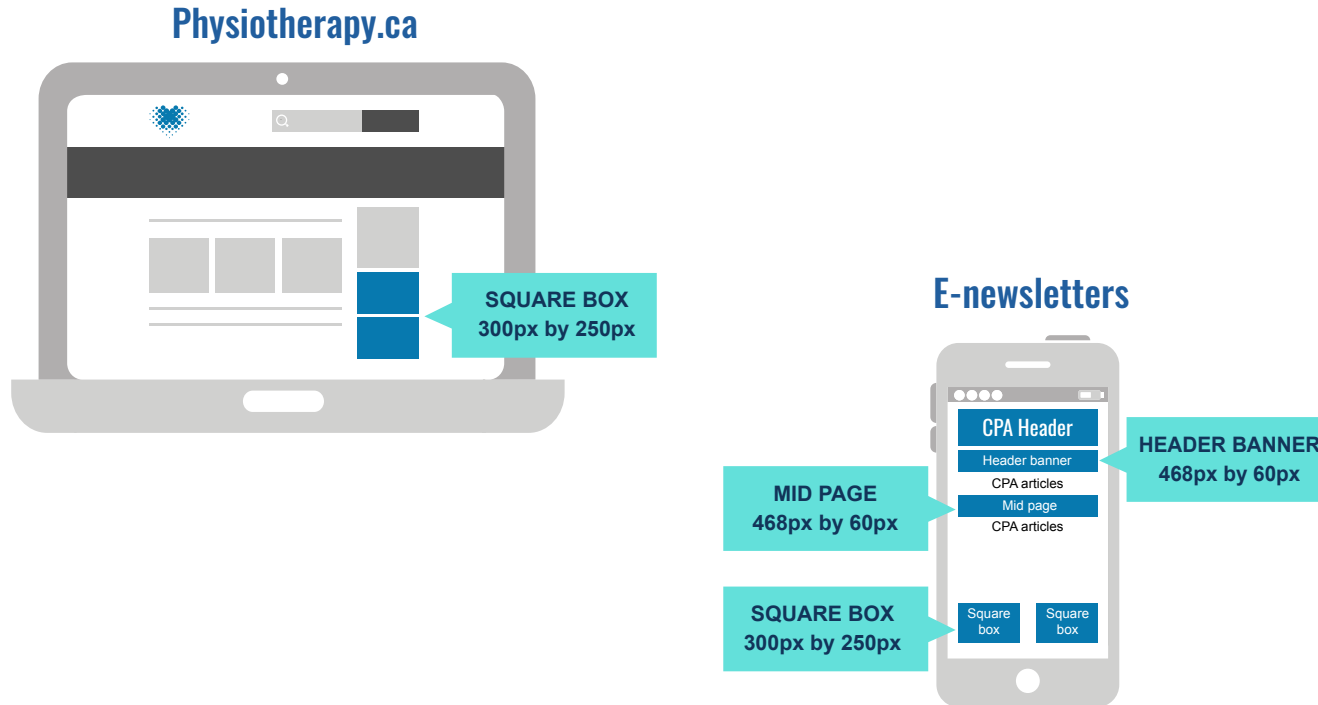 Physiotherapy.ca
SQUARE BOX
300px by 250px
E-newsletters
CPA Header
Header banner
CPA articles
Mid page
CPA articles
Square
box
Square
box
HEADER BANNER
468px by 60px
MID PAGE
468px by 60px
SQUARE BOX
300px by 250px